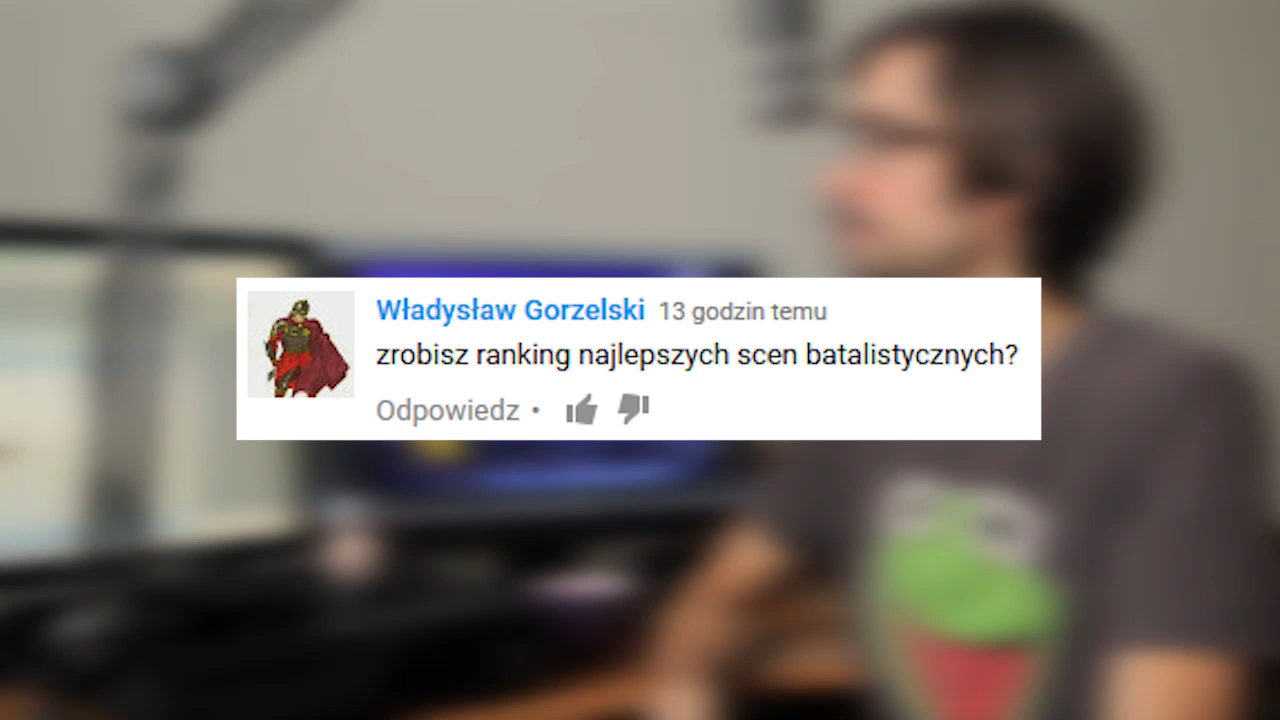 Władysław Gorzelski 13 godzin temu
zrobisz ranking najlepszych scen batalistycznych?
Odpowiedz •